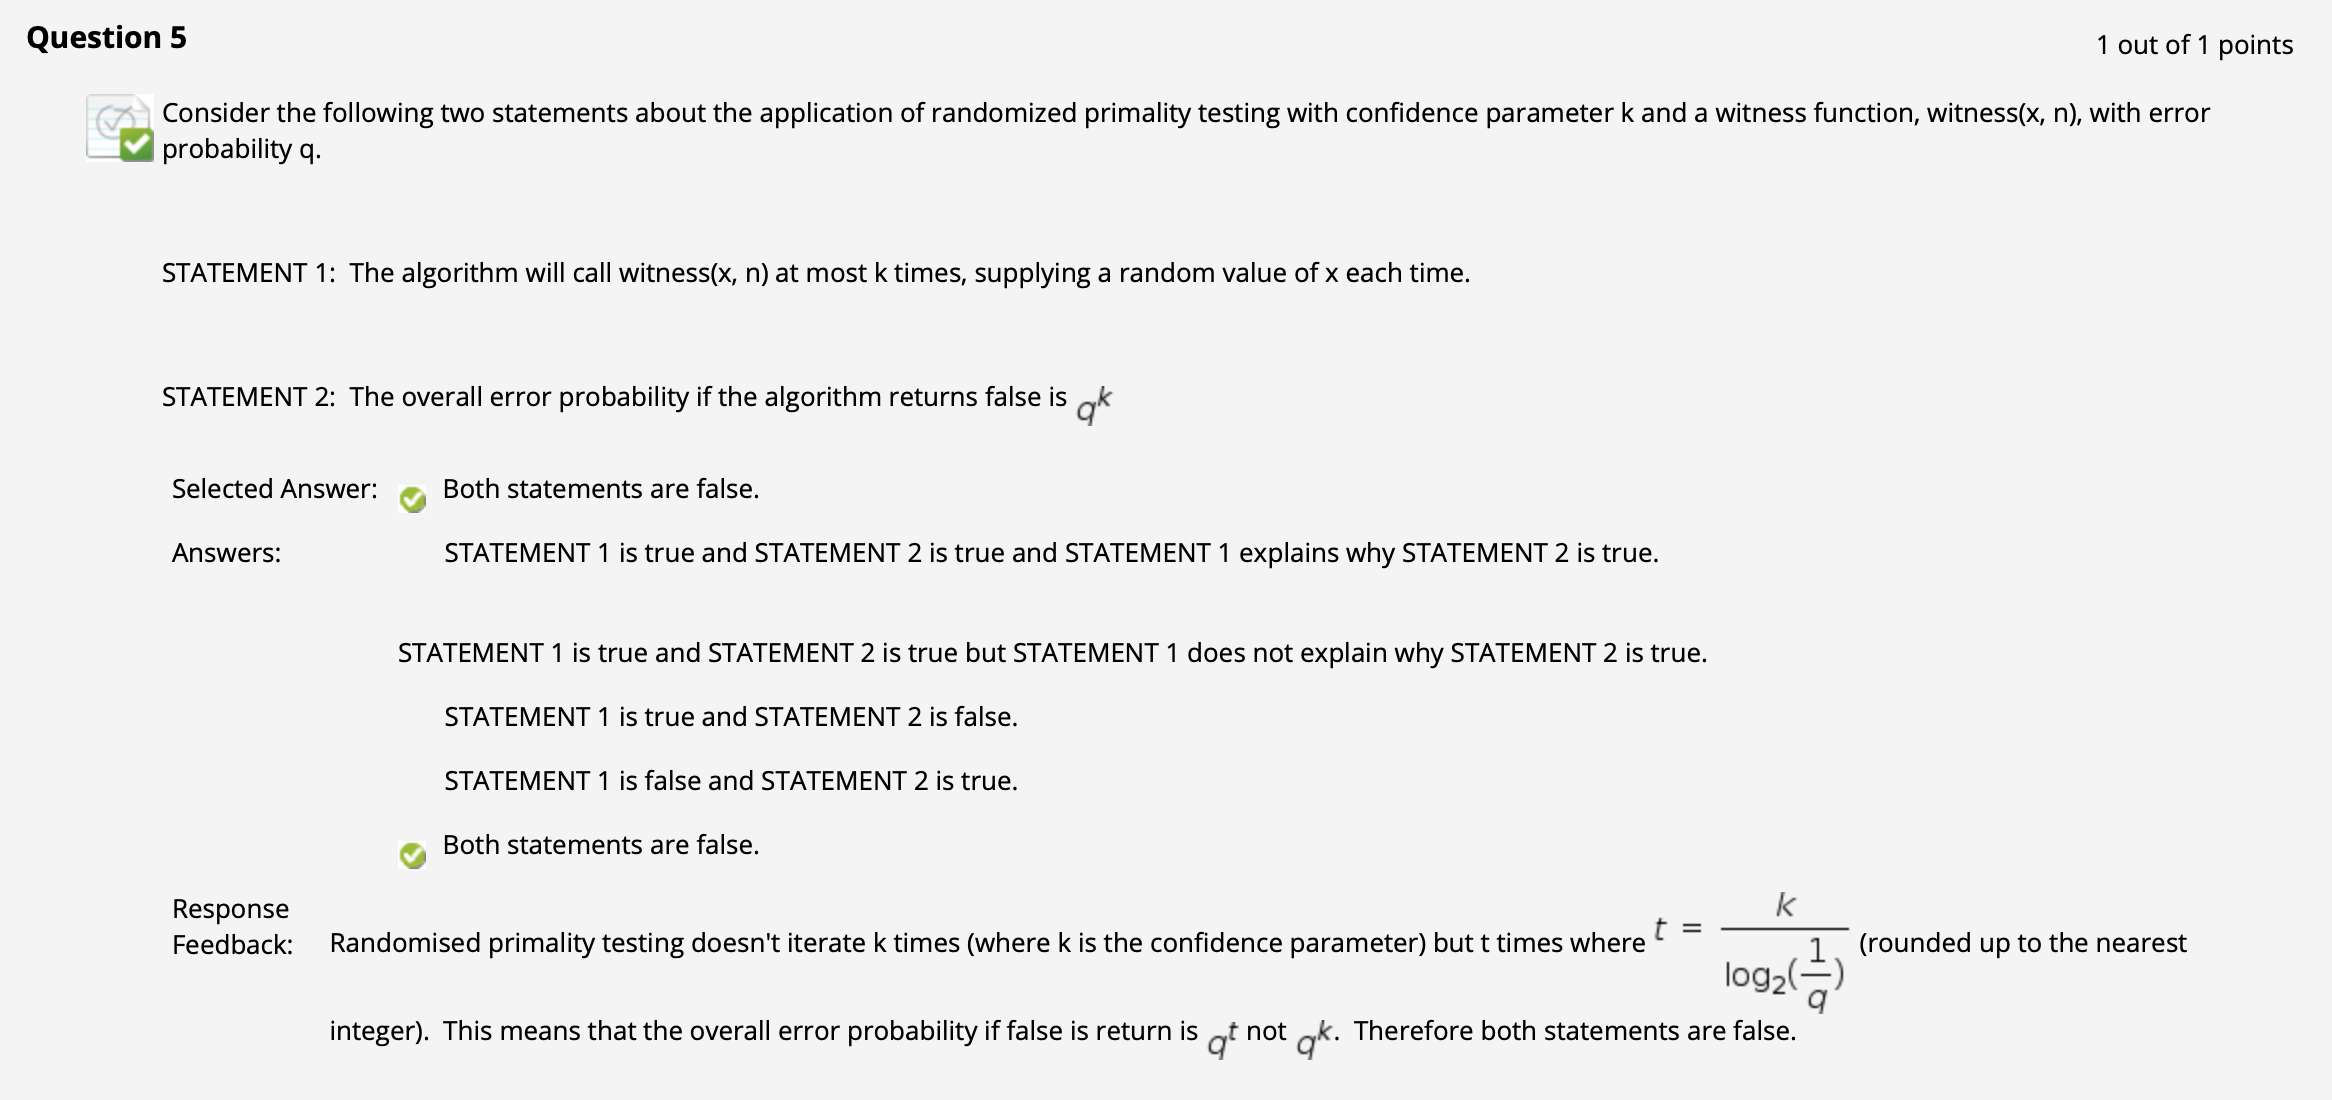 Question 5
1 out of 1 points
Consider the following two statements about the application of randomized primality testing with confidence parameter k and a witness function, witness(x, n), with error
probability q.
STATEMENT 1:  The algorithm will call witness(x, n) at most k times, supplying a random value of x each time.
STATEMENT 2:  The overall error probability if the algorithm returns false is q^k
Selected Answer: Both statements are false.
Answers: STATEMENT 1 is true and STATEMENT 2 is true and STATEMENT 1 explains why STATEMENT 2 is true.
STATEMENT 1 is true and STATEMENT 2 is true but STATEMENT 1 does not explain why STATEMENT 2 is true.
STATEMENT 1 is true and STATEMENT 2 is false.
STATEMENT 1 is false and STATEMENT 2 is true.
Both statements are false.
Response
Feedback: Randomised primality testing doesn't iterate k times (where k is the confidence parameter) but t times where t = k / log₂(1/q) (rounded up to the nearest
integer).  This means that the overall error probability if false is return is q^t not q^k.  Therefore both statements are false.